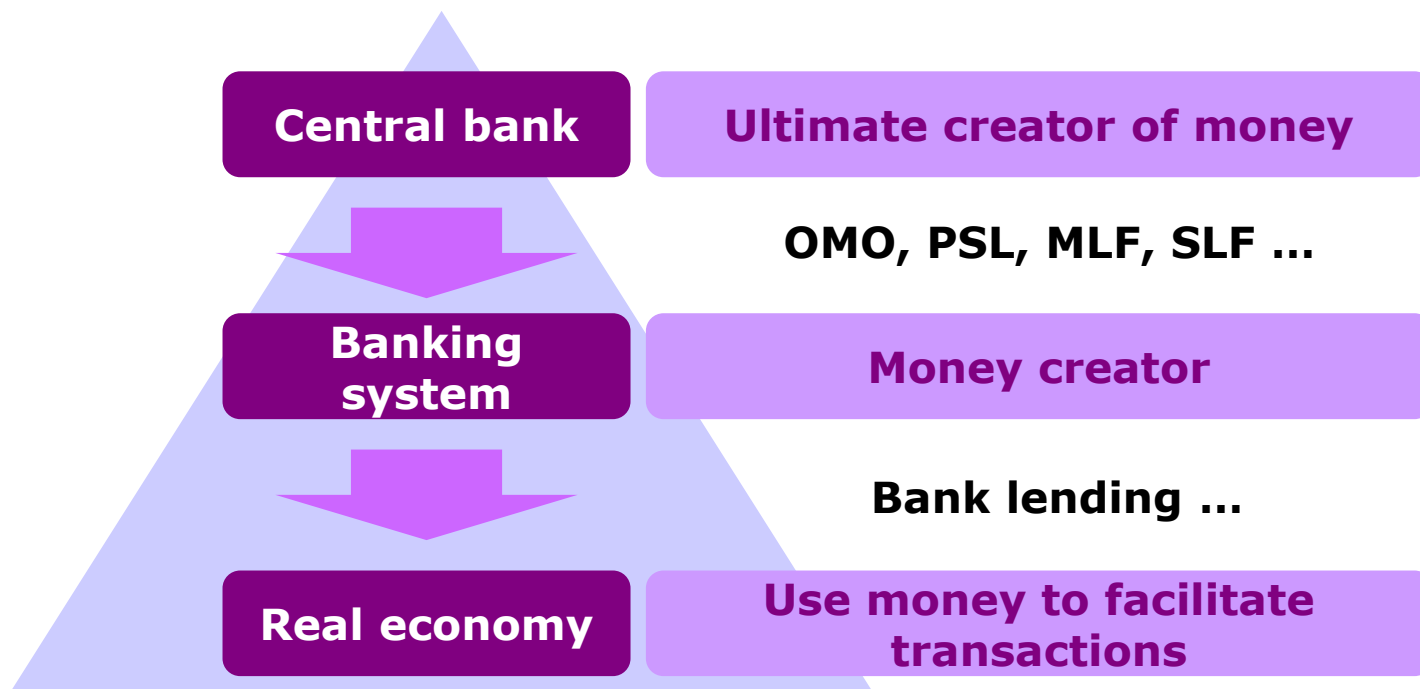 Central bank
Ultimate creator of money
OMO, PSL, MLF, SLF ...
Banking
system
Money creator
Bank lending ...
Real economy
Use money to facilitate
transactions